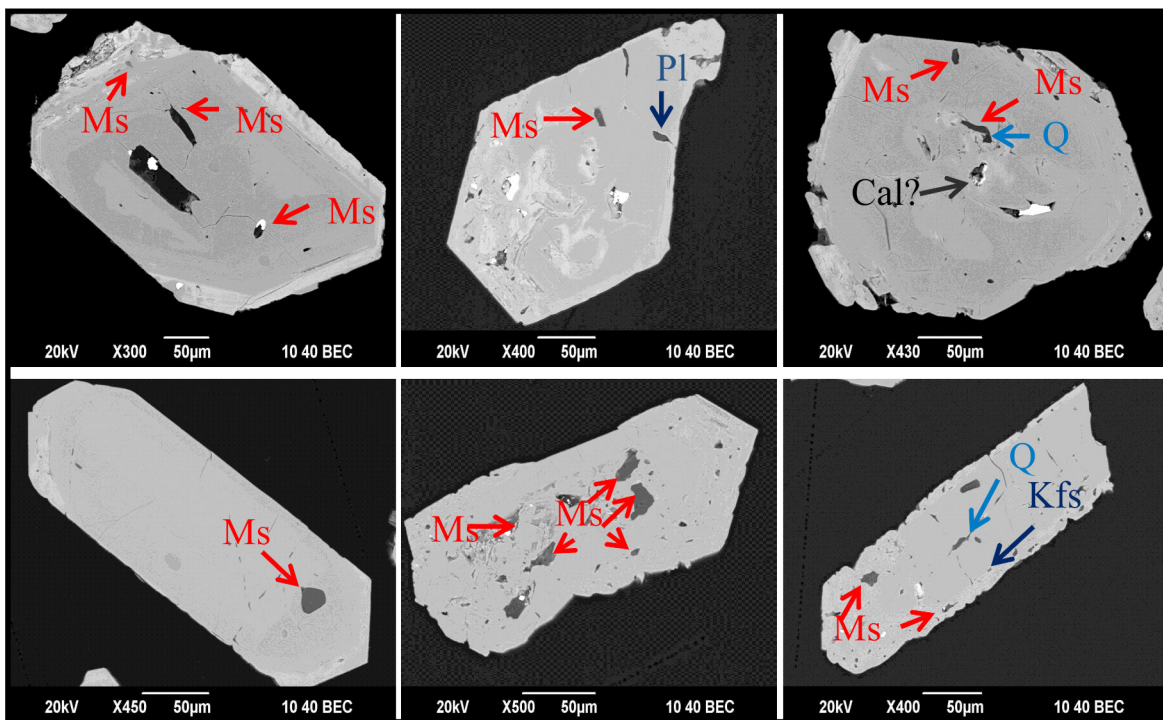 Ms
Ms
Ms
20kV X300 50µm 10 40 BEC
Pl
Ms
20kV X400 50µm 10 40 BEC
Ms
Ms
Q
Cal?
20kV X430 50µm 10 40 BEC
Ms
20kV X450 50µm 10 40 BEC
Ms
Ms
20kV X500 50µm 10 40 BEC
Q
Kfs
Ms
20kV X400 50µm 10 40 BEC